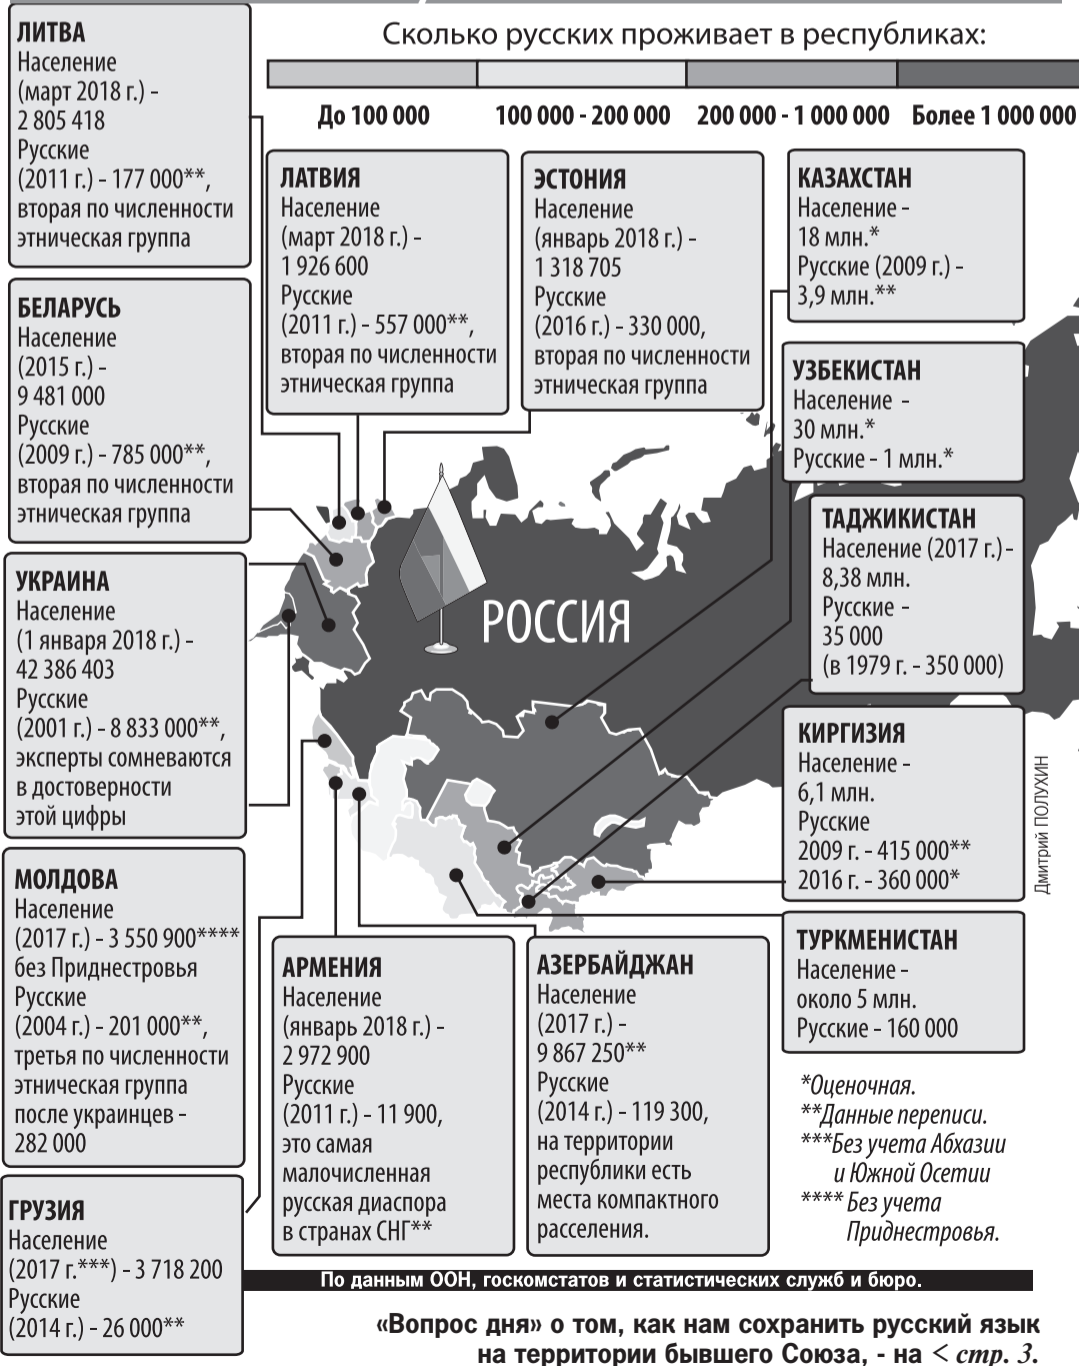 Сколько русских проживает в республиках:
До 100 000
100 000 - 200 000
200 000 - 1 000 000
Более 1 000 000
ЛИТВА
Население
(март 2018 г.) -
2 805 418
Русские
(2011 г.) - 177 000**,
вторая по численности
этническая группа
ЛАТВИЯ
Население
(март 2018 г.) -
1 926 600
Русские
(2011 г.) - 557 000**,
вторая по численности
этническая группа
ЭСТОНИЯ
Население
(январь 2018 г.) -
1 318 705
Русские
(2016 г.) - 330 000,
вторая по численности
этническая группа
КАЗАХСТАН
Население -
18 млн.*
Русские (2009 г.) -
3,9 млн.**
БЕЛАРУСЬ
Население
(2015 г.) -
9 481 000
Русские
(2009 г.) - 785 000**,
вторая по численности
этническая группа
УЗБЕКИСТАН
Население -
30 млн.*
Русские - 1 млн.*
ТАДЖИКИСТАН
Население (2017 г.) -
8,38 млн.
Русские -
35 000
(в 1979 г. - 350 000)
РОССИЯ
УКРАИНА
Население
(1 января 2018 г.) -
42 386 403
Русские
(2001 г.) - 8 833 000**,
эксперты сомневаются
в достоверности
этой цифры
КИРГИЗИЯ
Население -
6,1 млн.
Русские
2009 г. - 415 000**
2016 г. - 360 000*
Дмитрий ПОЛУХИН
МОЛДОВА
Население
(2017 г.) - 3 550 900****
без Приднестровья
Русские
(2004 г.) - 201 000**,
третья по численности
этническая группа
после украинцев -
282 000
АРМЕНИЯ
Население
(январь 2018 г.) -
2 972 900
Русские
(2011 г.) - 11 900,
это самая
малочисленная
русская диаспора
в странах СНГ**
АЗЕРБАЙДЖАН
Население
(2017 г.) -
9 867 250**
Русские
(2014 г.) - 119 300,
на территории
республики есть
места компактного
расселения.
ТУРКМЕНИСТАН
Население -
около 5 млн.
Русские - 160 000
*Оценочная.
**Данные переписи.
***Без учета Абхазии
и Южной Осетии
**** Без учета
Приднестровья.
ГРУЗИЯ
Население
(2017 г.***) - 3 718 200
Русские
(2014 г.) - 26 000**
По данным ООН, госкомстатов и статистических служб и бюро.
«Вопрос дня» о том, как нам сохранить русский язык
на территории бывшего Союза, - на < стр. 3.